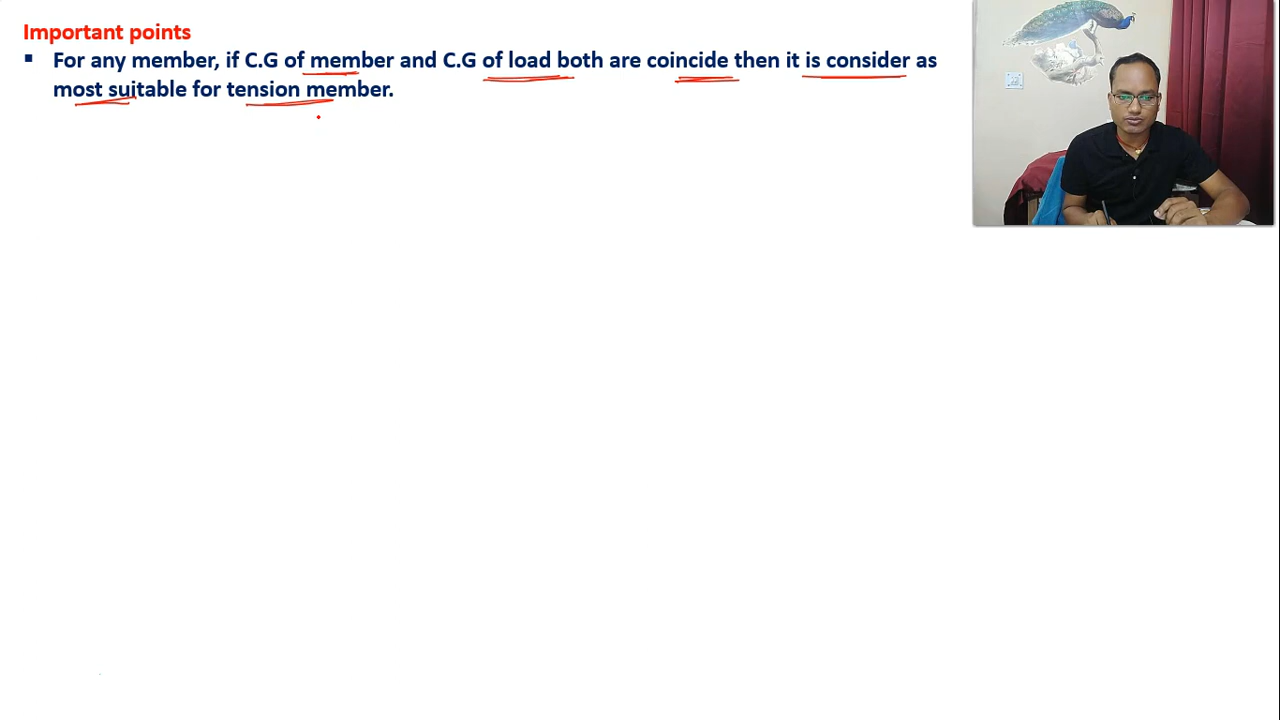 Important points
▪ For any member, if C.G of member and C.G of load both are coincide then it is consider as
most suitable for tension member.